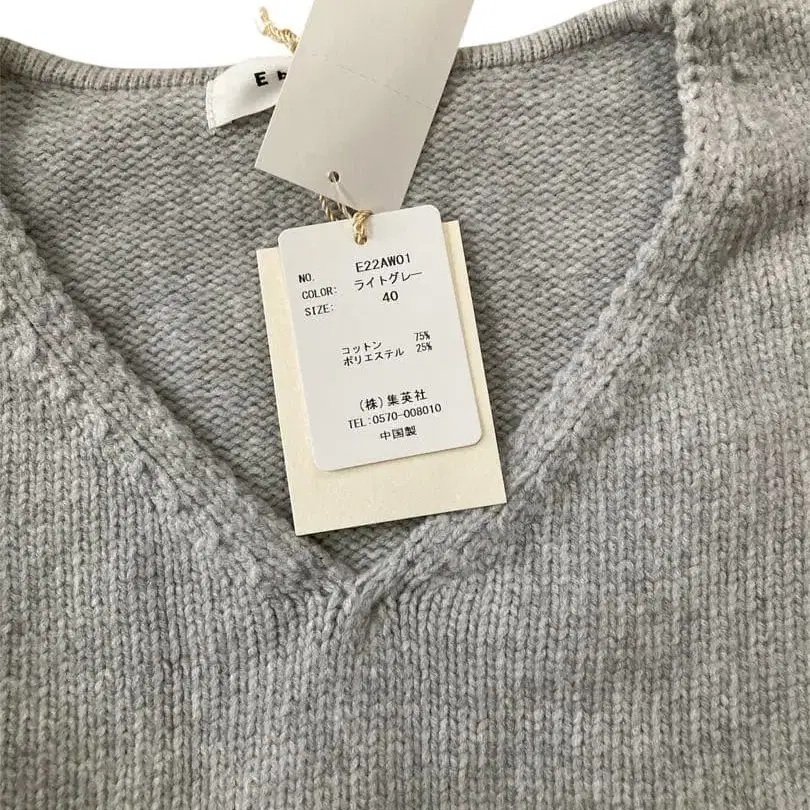 E
NO. E22AW01
COLOR: ライトグレー
SIZE: 40
コットン 75%
ポリエステル 25%
(株)集英社
TEL:0570-008010
中国製